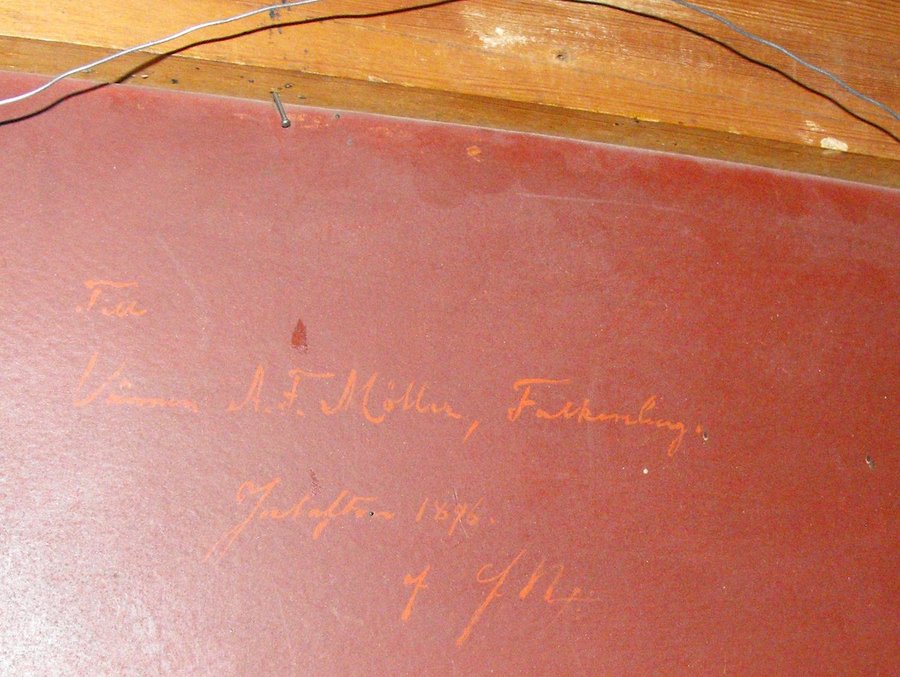 Till
Vännen A. F. Möller, Falkenberg.
Julafton 1896.